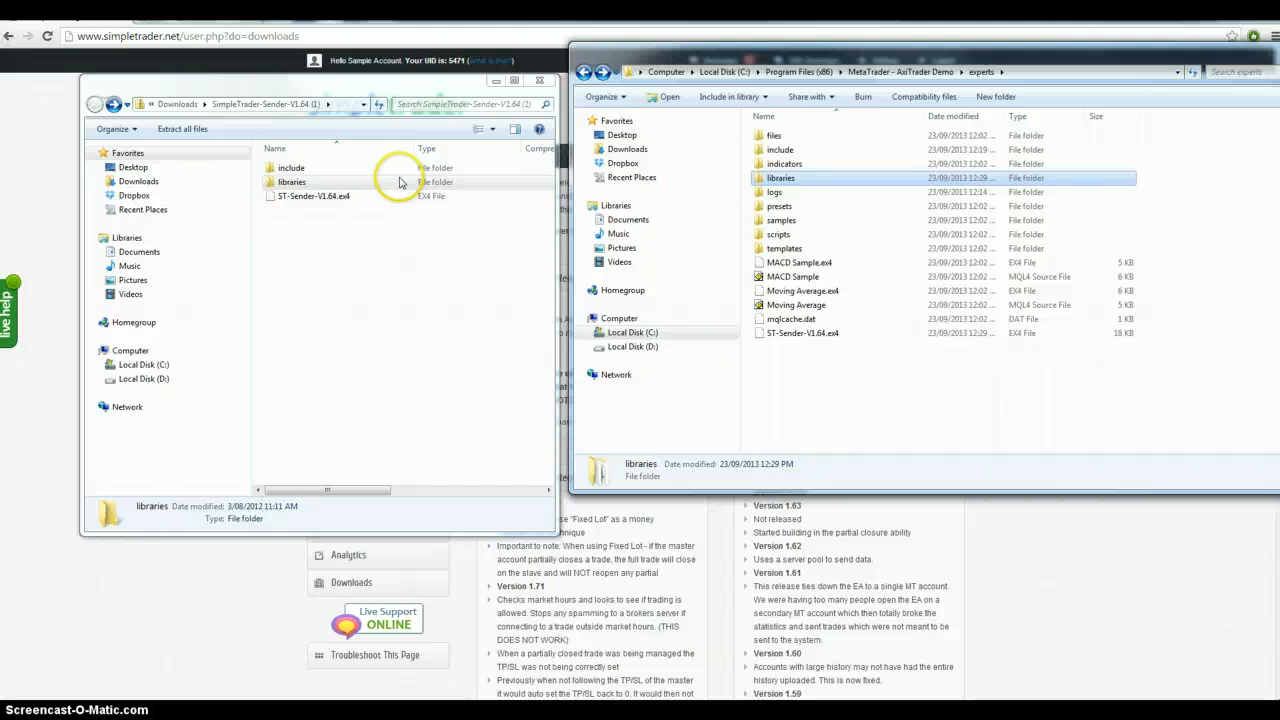 www.simpletrader.net/user.php?do=downloads
Hello Sample Account. Your UID is: 5471 (what is this?)
Downloads SimpleTrader-Sender-V1.64 (1)
Search SimpleTrader-Sender-V1.64 (1)
Organize
Extract all files
Name
Type
Compre
Favorites
Desktop
Downloads
Dropbox
Recent Places
Libraries
Documents
Music
Pictures
Videos
Homegroup
Computer
Local Disk (C:)
Local Disk (D:)
Network
include File folder
libraries File folder
ST-Sender-V1.64.ex4 EX4 File
libraries Date modified: 3/08/2012 11:11 AM
Type: File folder
Computer Local Disk (C:) Program Files (x86) MetaTrader - AxiTrader Demo experts
Search experts
Organize Open Include in library Share with Burn Compatibility files New folder
Name Date modified Type Size
Favorites
Desktop
Downloads
Dropbox
Recent Places
Libraries
Documents
Music
Pictures
Videos
Homegroup
Computer
Local Disk (C:)
Local Disk (D:)
Network
files 23/09/2013 12:02 ... File folder
include 23/09/2013 12:19 ... File folder
indicators 23/09/2013 12:02 ... File folder
libraries 23/09/2013 12:29 ... File folder
logs 23/09/2013 12:14 ... File folder
presets 23/09/2013 12:02 ... File folder
samples 23/09/2013 12:02 ... File folder
scripts 23/09/2013 12:02 ... File folder
templates 23/09/2013 12:02 ... File folder
MACD Sample.ex4 23/09/2013 12:02 ... EX4 File 5 KB
MACD Sample 23/09/2013 12:02 ... MQL4 Source File 6 KB
Moving Average.ex4 23/09/2013 12:02 ... EX4 File 6 KB
Moving Average 23/09/2013 12:02 ... MQL4 Source File 5 KB
mqlcache.dat 23/09/2013 12:02 ... DAT File 1 KB
ST-Sender-V1.64.ex4 23/09/2013 12:29 ... EX4 File 18 KB
libraries Date modified: 23/09/2013 12:29 PM
File folder
live help
Analytics
Downloads
Live Support
ONLINE
Troubleshoot This Page
se "Fixed Lot" as a money
Important to note: When using Fixed Lot - if the master
account partially closes a trade, the full trade will close
on the slave and will NOT reopen any partial
Version 1.71
Checks market hours and looks to see if trading is
allowed. Stops any spamming to a brokers server if
connecting to a trade outside market hours. (THIS
DOES NOT WORK)
When a partially closed trade was being managed the
TP/SL was not being correctly set
Previously when not following the TP/SL of the master
it would auto set the TP/SL back to 0. It would then not
Version 1.63
Not released
Started building in the partial closure ability
Version 1.62
Uses a server pool to send data.
Version 1.61
This release ties down the EA to a single MT account.
We were having too many people open the EA on a
secondary MT account which then totally broke the
statistics and sent trades which were not meant to be
sent to the system.
Version 1.60
Accounts with large history may not have had the entire
history uploaded. This is now fixed.
Version 1.59
Screencast-O-Matic.com